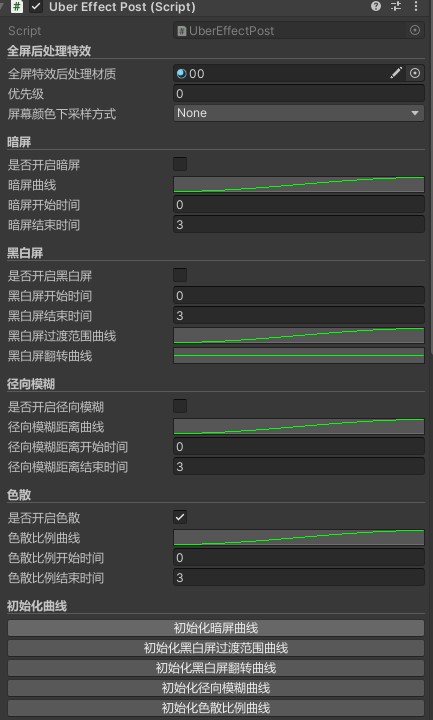 Uber Effect Post (Script)
Script UberEffectPost
全屏后处理特效
全屏特效后处理材质 00
优先级 0
屏幕颜色下采样方式 None
暗屏
是否开启暗屏
暗屏曲线
暗屏开始时间 0
暗屏结束时间 3
黑白屏
是否开启黑白屏
黑白屏开始时间 0
黑白屏结束时间 3
黑白屏过渡范围曲线
黑白屏翻转曲线
径向模糊
是否开启径向模糊
径向模糊距离曲线
径向模糊距离开始时间 0
径向模糊距离结束时间 3
色散
是否开启色散
色散比例曲线
色散比例开始时间 0
色散比例结束时间 3
初始化曲线
初始化暗屏曲线
初始化黑白屏过渡范围曲线
初始化黑白屏翻转曲线
初始化径向模糊曲线
初始化色散比例曲线